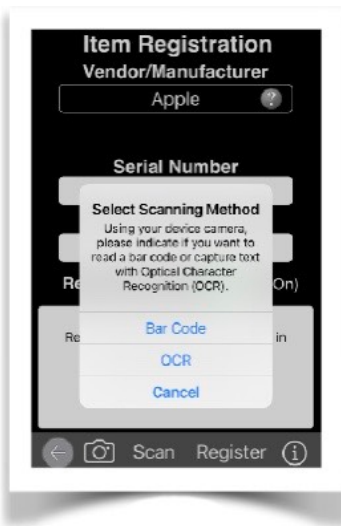 Item Registration
Vendor/Manufacturer
Apple ?
Serial Number
Select Scanning Method
Using your device camera,
please indicate if you want to
read a bar code or capture text
with Optical Character
Recognition (OCR).
Re On)
Re in
Bar Code
OCR
Cancel
Scan Register i